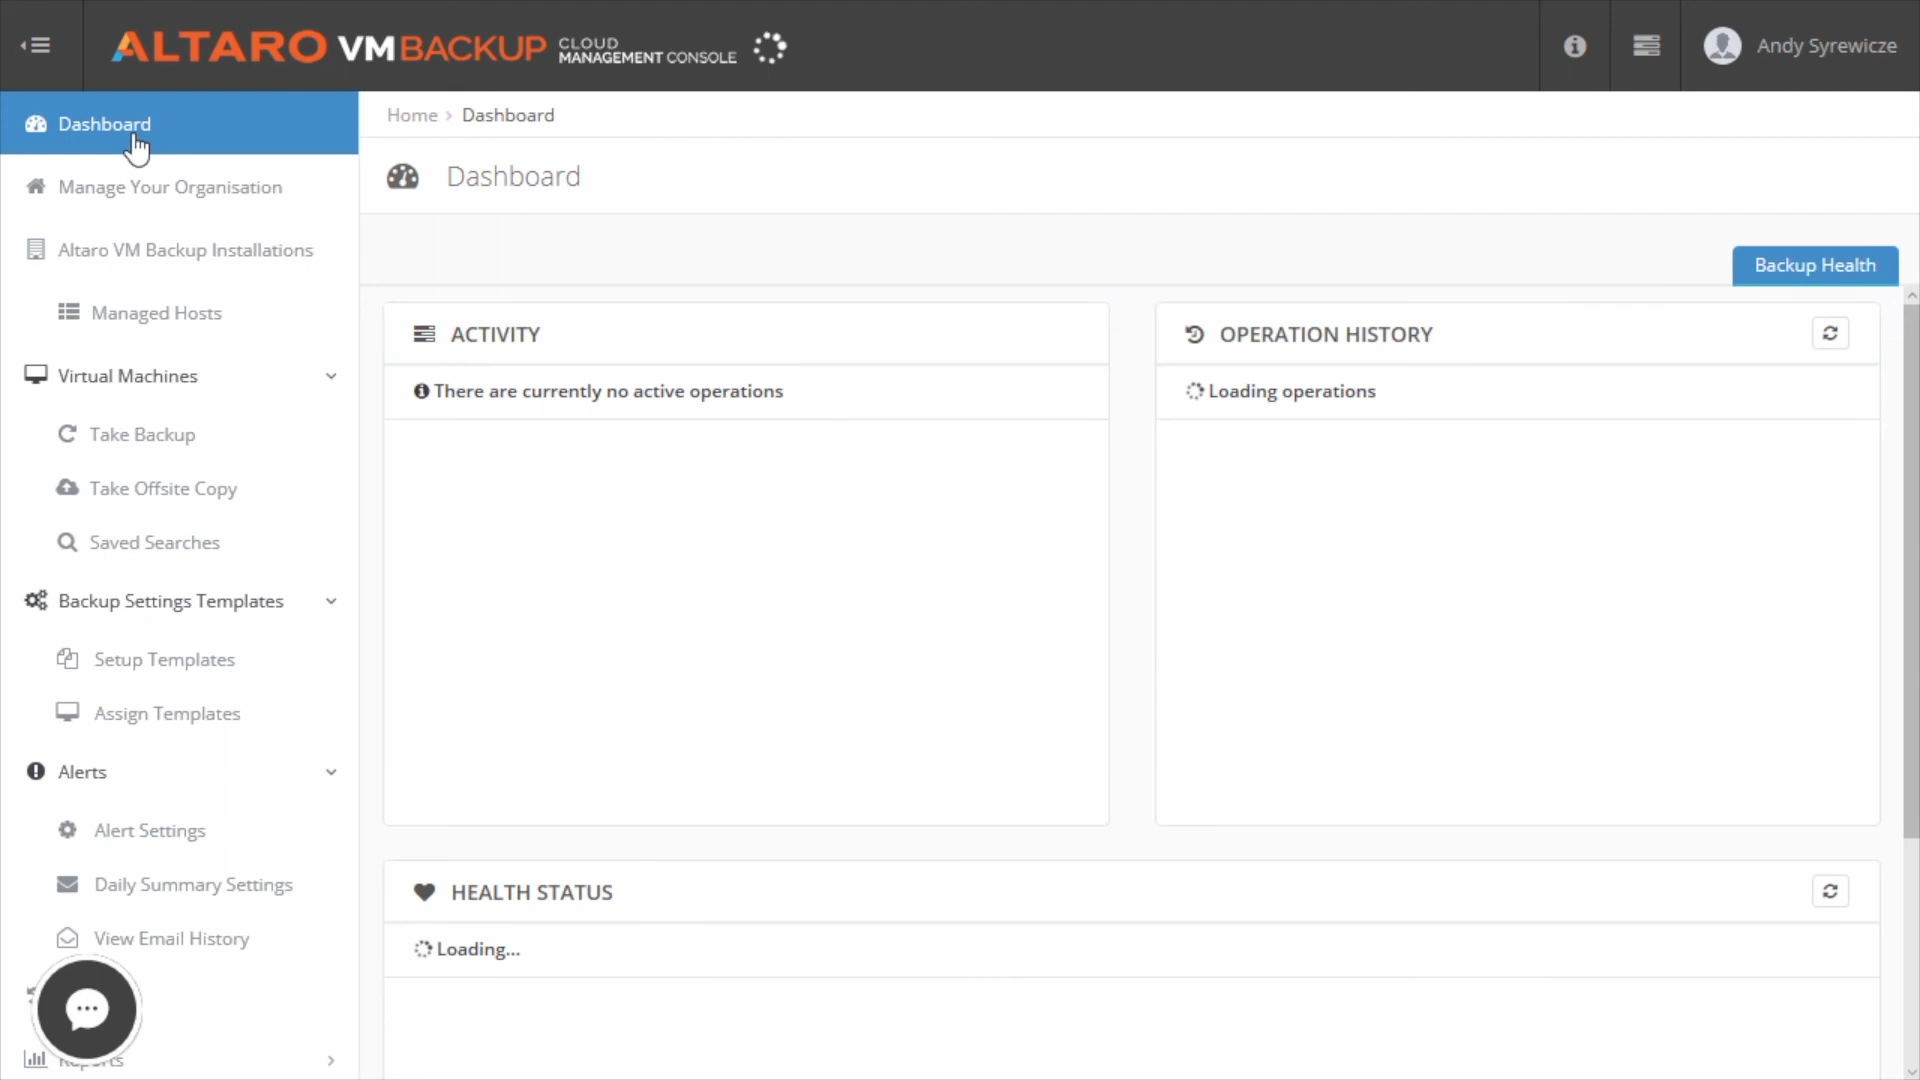 ALTARO VM BACKUP CLOUD MANAGEMENT CONSOLE
Andy Syrewicze
Dashboard
Manage Your Organisation
Altaro VM Backup Installations
Managed Hosts
Virtual Machines
Take Backup
Take Offsite Copy
Saved Searches
Backup Settings Templates
Setup Templates
Assign Templates
Alerts
Alert Settings
Daily Summary Settings
View Email History
Reports
Home > Dashboard
Dashboard
Backup Health
ACTIVITY
There are currently no active operations
OPERATION HISTORY
Loading operations
HEALTH STATUS
Loading...